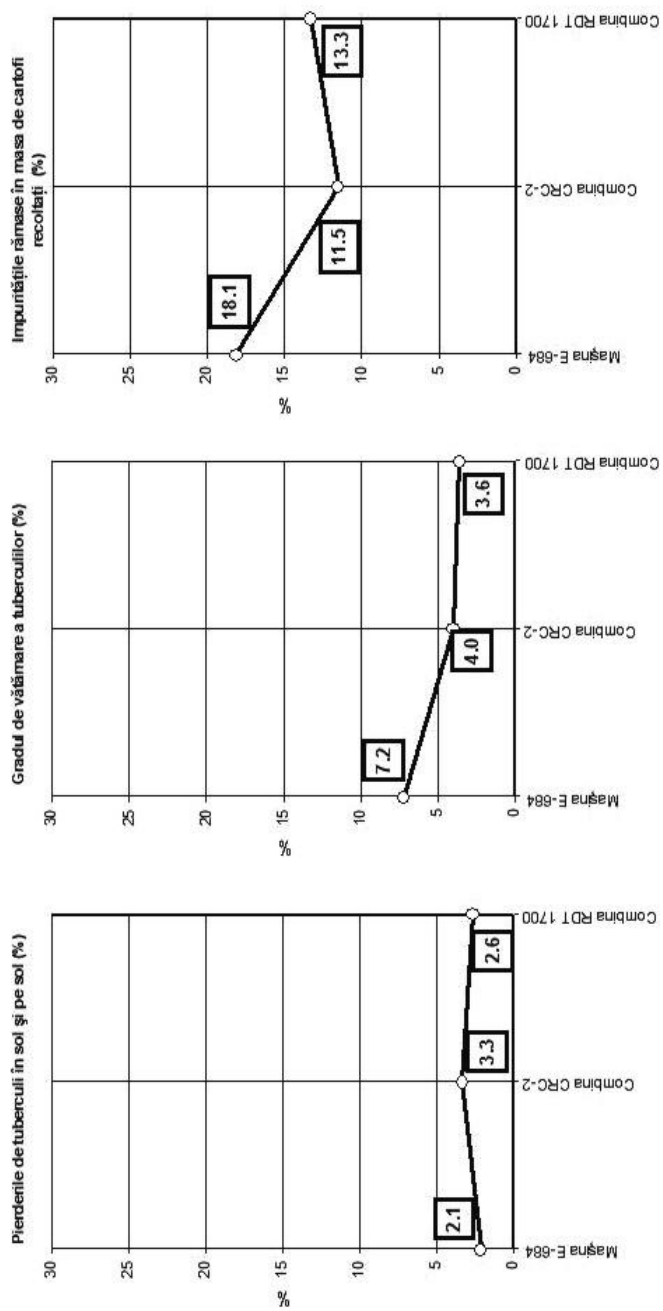 Pierderile de tuberculi în sol şi pe sol (%)
30
25
20
15
10
5
0
%
2.1
3.3
2.6
Maşina E-684
Combina CRC-2
Combina RDT 1700
Gradul de vătămare a tuberculiilor (%)
30
25
20
15
10
5
0
%
7.2
4.0
3.6
Maşina E-684
Combina CRC-2
Combina RDT 1700
Impurităţile rămase în masa de cartofi
recoltaţi (%)
30
25
20
15
10
5
0
%
18.1
11.5
13.3
Maşina E-684
Combina CRC-2
Combina RDT 1700